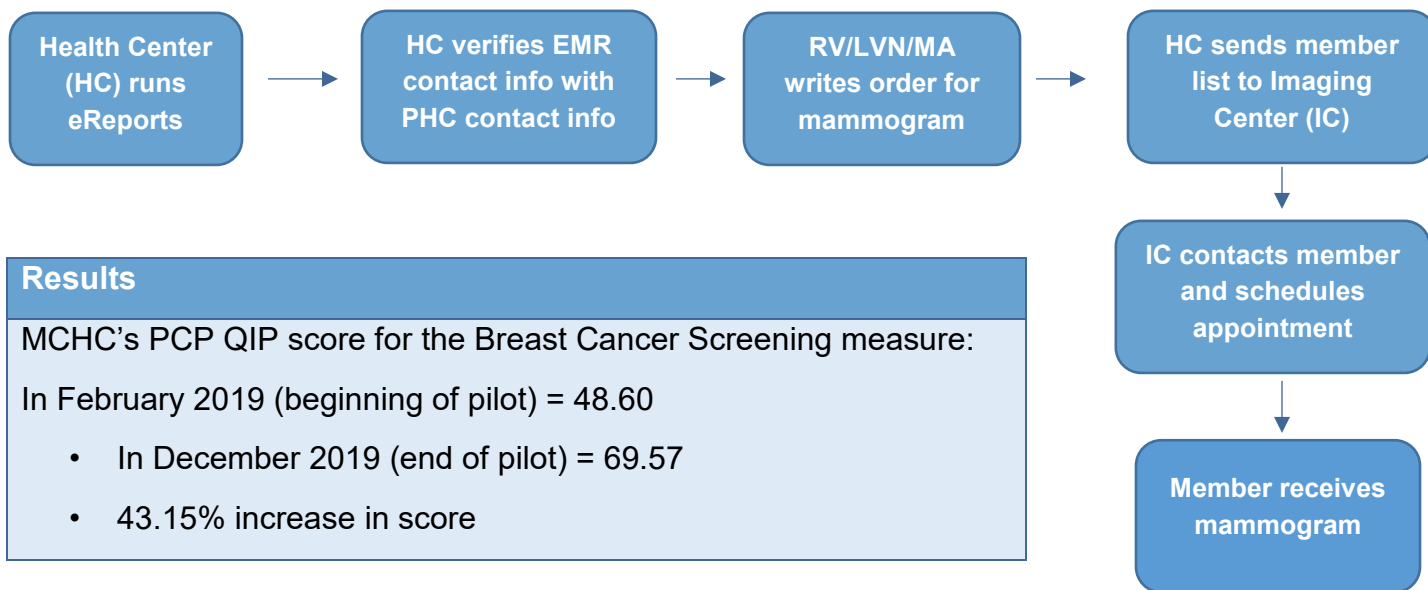 Health Center
(HC) runs
eReports
HC verifies EMR
contact info with
PHC contact info
RV/LVN/MA
writes order for
mammogram
HC sends member
list to Imaging
Center (IC)
IC contacts member
and schedules
appointment
Member receives
mammogram
Results
MCHC’s PCP QIP score for the Breast Cancer Screening measure:
In February 2019 (beginning of pilot) = 48.60
• In December 2019 (end of pilot) = 69.57
• 43.15% increase in score